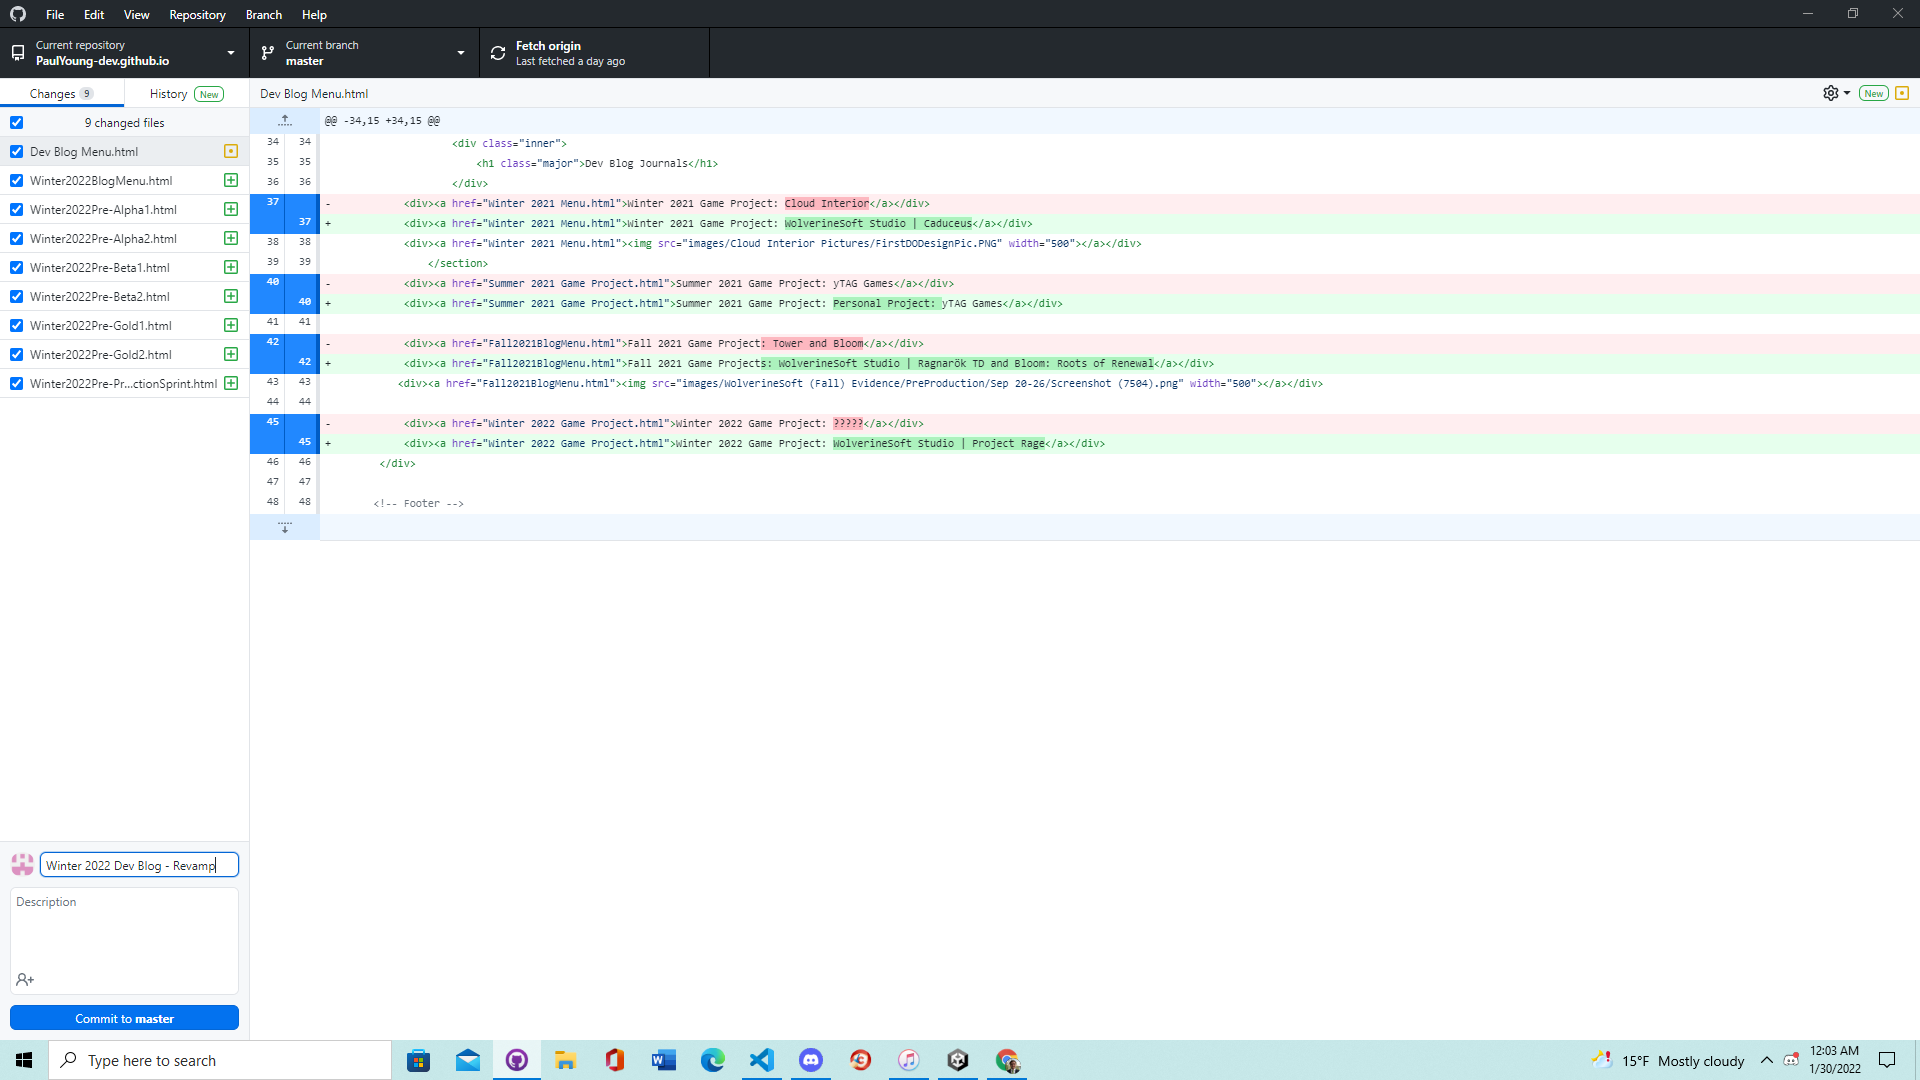 File Edit View Repository Branch Help
Current repository
PaulYoung-dev.github.io
Current branch
master
Fetch origin
Last fetched a day ago
Changes 9 History New
Dev Blog Menu.html New
9 changed files
Dev Blog Menu.html
Winter2022BlogMenu.html
Winter2022Pre-Alpha1.html
Winter2022Pre-Alpha2.html
Winter2022Pre-Beta1.html
Winter2022Pre-Beta2.html
Winter2022Pre-Gold1.html
Winter2022Pre-Gold2.html
Winter2022Pre-Pr...ctionSprint.html
@@ -34,15 +34,15 @@
34 34 <div class="inner">
35 35 <h1 class="major">Dev Blog Journals</h1>
36 36 </div>
37 - <div><a href="Winter 2021 Menu.html">Winter 2021 Game Project: Cloud Interior</a></div>
37 + <div><a href="Winter 2021 Menu.html">Winter 2021 Game Project: WolverineSoft Studio | Caduceus</a></div>
38 38 <div><a href="Winter 2021 Menu.html"><img src="images/Cloud Interior Pictures/FirstDODesignPic.PNG" width="500"></a></div>
39 39 </section>
40 - <div><a href="Summer 2021 Game Project.html">Summer 2021 Game Project: yTAG Games</a></div>
40 + <div><a href="Summer 2021 Game Project.html">Summer 2021 Game Project: Personal Project: yTAG Games</a></div>
41 41
42 - <div><a href="Fall2021BlogMenu.html">Fall 2021 Game Project: Tower and Bloom</a></div>
42 + <div><a href="Fall2021BlogMenu.html">Fall 2021 Game Projects: WolverineSoft Studio | Ragnarök TD and Bloom: Roots of Renewal</a></div>
43 43 <div><a href="Fall2021BlogMenu.html"><img src="images/WolverineSoft (Fall) Evidence/PreProduction/Sep 20-26/Screenshot (7504).png" width="500"></a></div>
44 44
45 - <div><a href="Winter 2022 Game Project.html">Winter 2022 Game Project: ?????</a></div>
45 + <div><a href="Winter 2022 Game Project.html">Winter 2022 Game Project: WolverineSoft Studio | Project Rage</a></div>
46 46 </div>
47 47
48 48 <!-- Footer -->
Winter 2022 Dev Blog - Revamp
Description
Commit to master
Type here to search
15°F Mostly cloudy
12:03 AM
1/30/2022